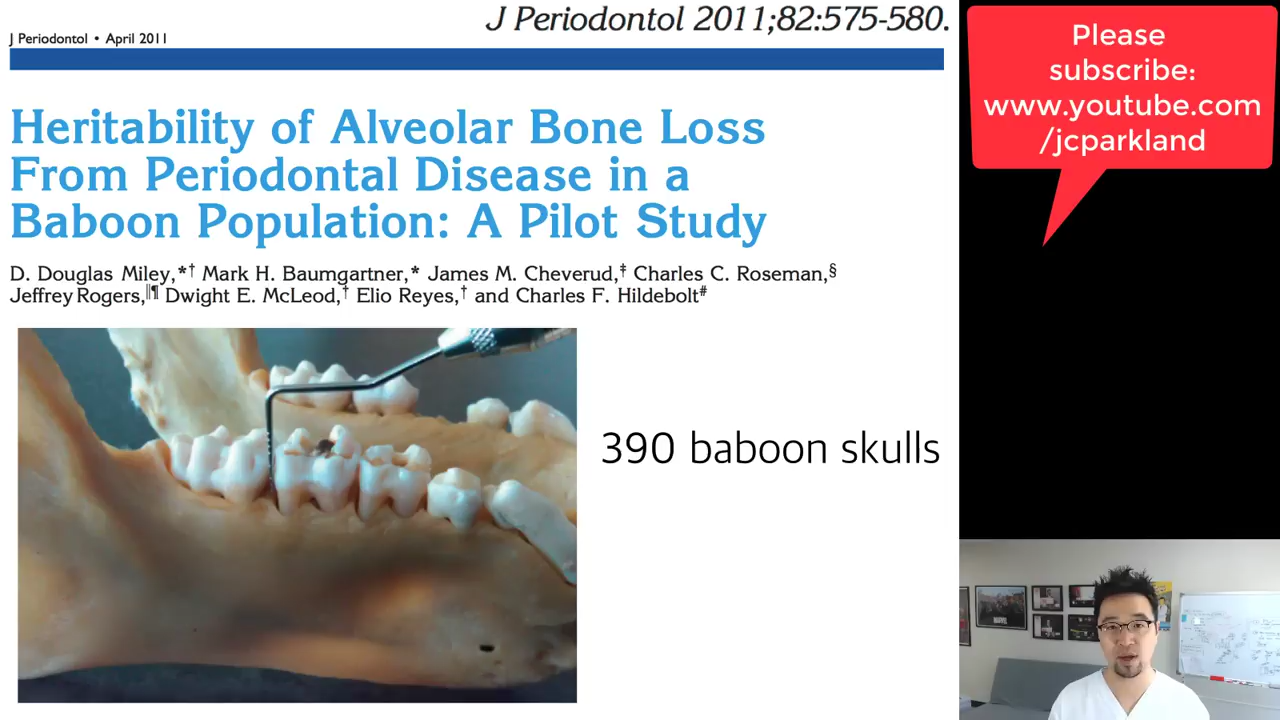 J Periodontol • April 2011
J Periodontol 2011;82:575-580.
Heritability of Alveolar Bone Loss
From Periodontal Disease in a
Baboon Population: A Pilot Study
D. Douglas Miley,*† Mark H. Baumgartner,* James M. Cheverud,‡ Charles C. Roseman,§
Jeffrey Rogers,‖¶ Dwight E. McLeod,† Elio Reyes,† and Charles F. Hildebolt#
390 baboon skulls
Please
subscribe:
www.youtube.com
/jcparkland